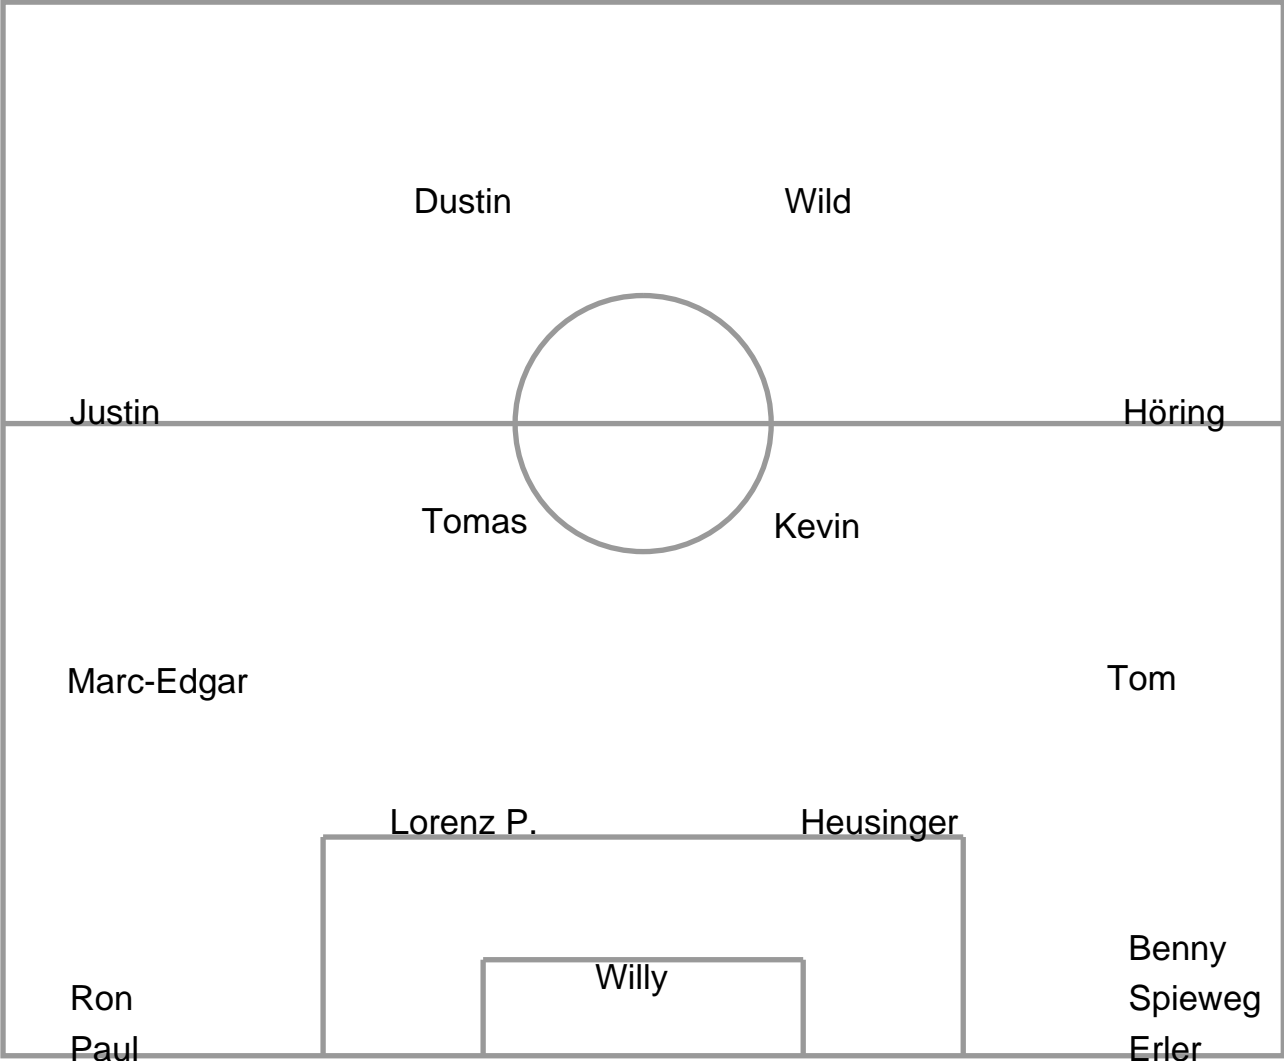 Dustin
Wild
Justin
Höring
Tomas
Kevin
Marc-Edgar
Tom
Lorenz P.
Heusinger
Willy
Ron
Paul
Benny
Spieweg
Erler